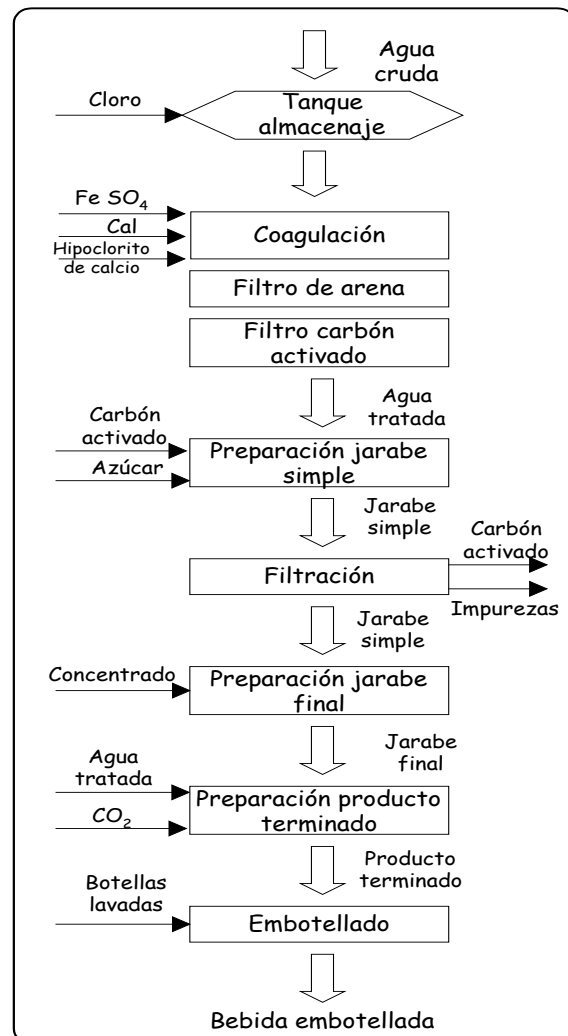 Agua
cruda
Cloro
Tanque
almacenaje
Fe SO₄
Cal
Hipoclorito
de calcio
Coagulación
Filtro de arena
Filtro carbón
activado
Agua
tratada
Carbón
activado
Azúcar
Preparación jarabe
simple
Jarabe
simple
Carbón
activado
Filtración
Impurezas
Jarabe
simple
Concentrado
Preparación jarabe
final
Jarabe
final
Agua
tratada
CO₂
Preparación producto
terminado
Producto
terminado
Botellas
lavadas
Embotellado
Bebida embotellada